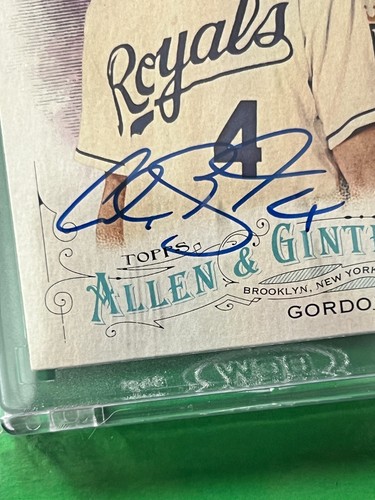 Royals
4
TOPPS
ALLEN & GINT
BROOKLYN, NEW YORK
GORDO